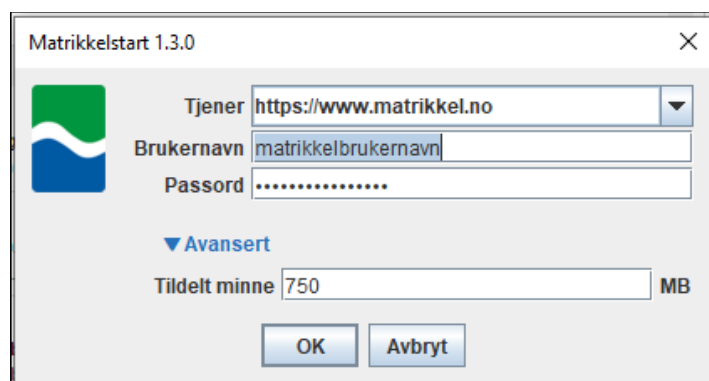 Matrikkelstart 1.3.0
Tjener https://www.matrikkel.no
Brukernavn matrikkelbrukernavn
Passord ••••••••••••••••
▼Avansert
Tildelt minne 750 MB
OK Avbryt